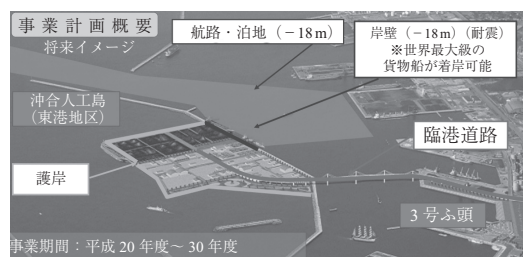 事業計画概要
将来イメージ
航路・泊地（－18ｍ）
岸壁（－18ｍ）（耐震）
※世界最大級の
貨物船が着岸可能
沖合人工島
（東港地区）
臨港道路
護岸
3号ふ頭
事業期間：平成20年度～30年度